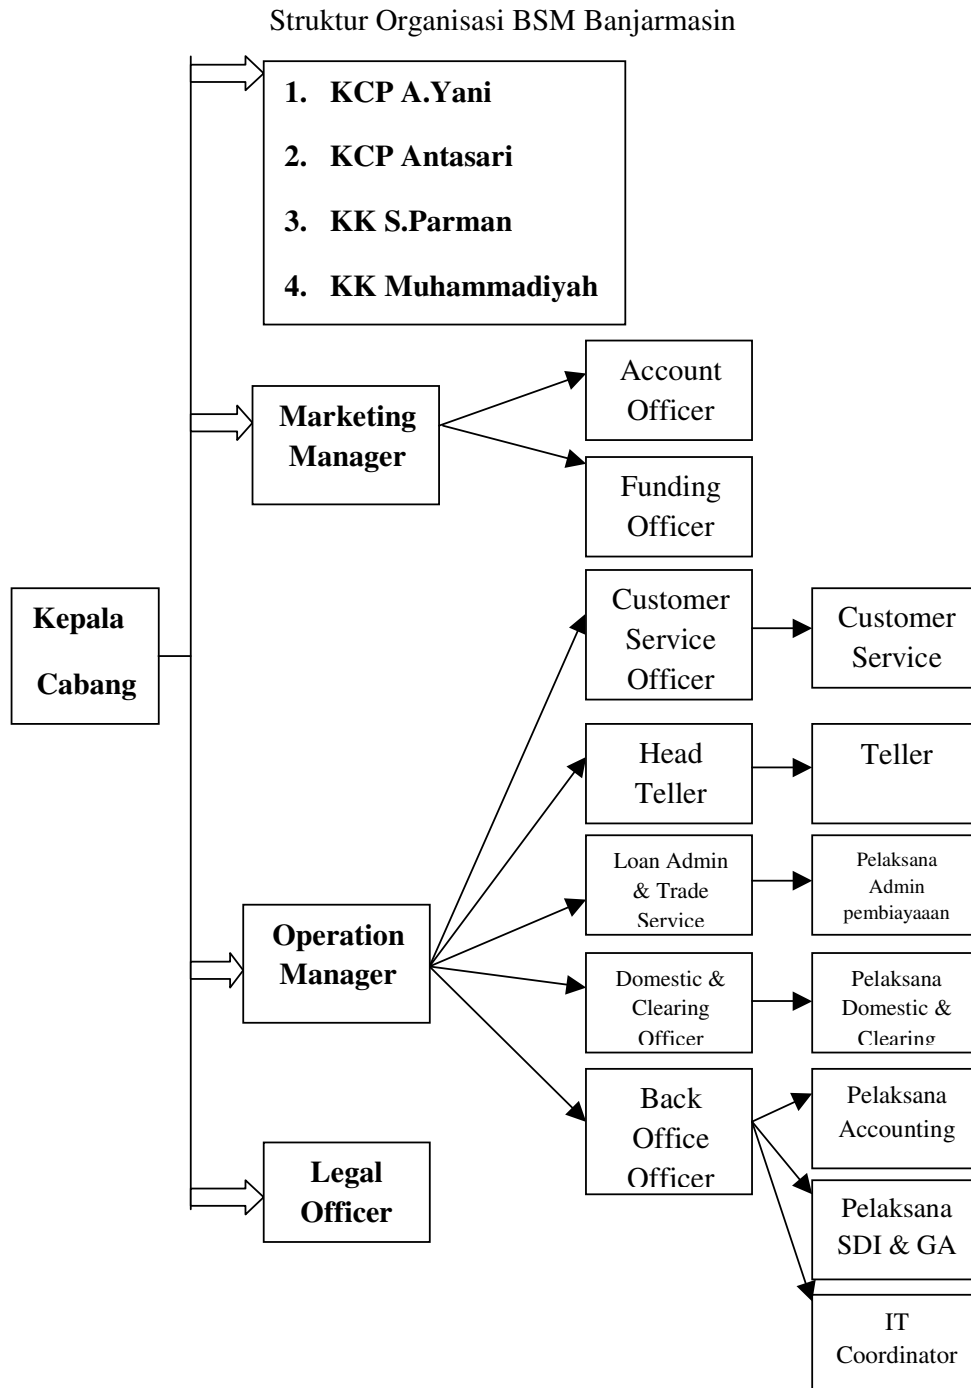 Struktur Organisasi BSM Banjarmasin
1. KCP A.Yani
2. KCP Antasari
3. KK S.Parman
4. KK Muhammadiyah
Account
Officer
Marketing
Manager
Funding
Officer
Kepala
Cabang
Customer
Service
Officer
Customer
Service
Head
Teller
Teller
Loan Admin
& Trade
Service
Pelaksana
Admin
pembiayaaan
Operation
Manager
Domestic &
Clearing
Officer
Pelaksana
Domestic &
Clearing
Back
Office
Officer
Pelaksana
Accounting
Legal
Officer
Pelaksana
SDI & GA
IT
Coordinator